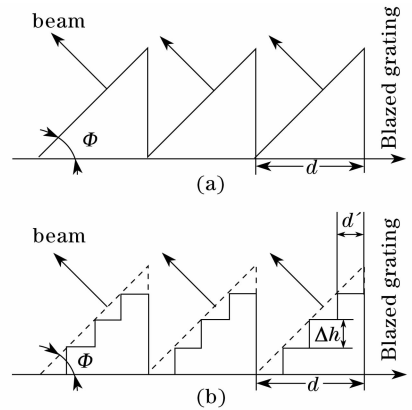 beam
Φ
d
Blazed grating
(a)
beam
d′
Φ
Δh
d
Blazed grating
(b)